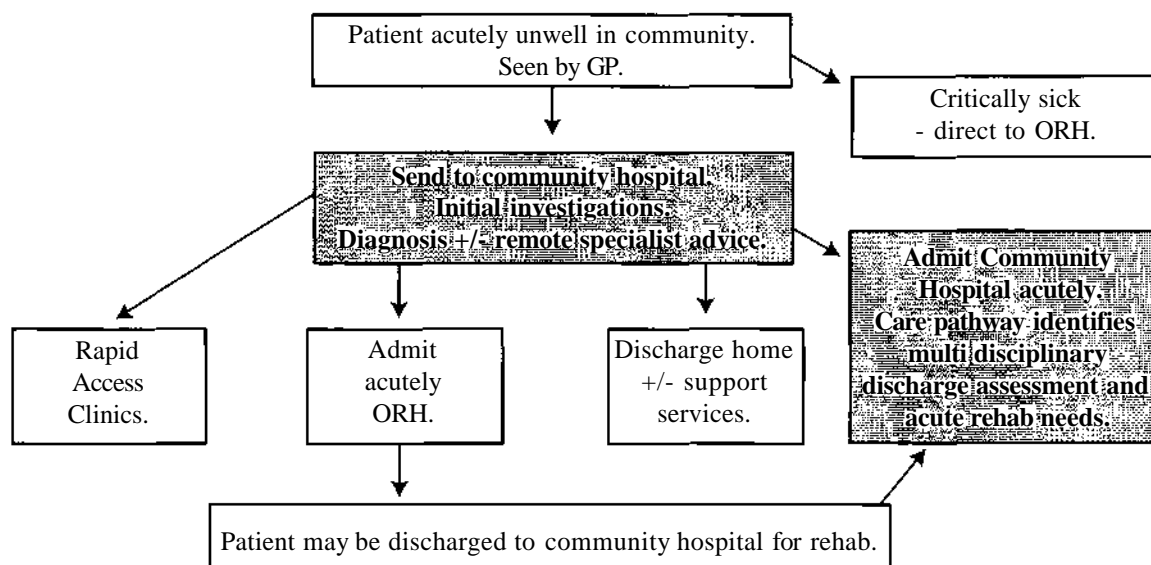 Patient acutely unwell in community.
Seen by GP.
Critically sick
- direct to ORH.
Send to community hospital.
Initial investigations.
Diagnosis +/- remote specialist advice.
Admit Community
Hospital acutely.
Care pathway identifies
multi disciplinary
discharge assessment and
acute rehab needs.
Rapid
Access
Clinics.
Admit
acutely
ORH.
Discharge home
+/- support
services.
Patient may be discharged to community hospital for rehab.